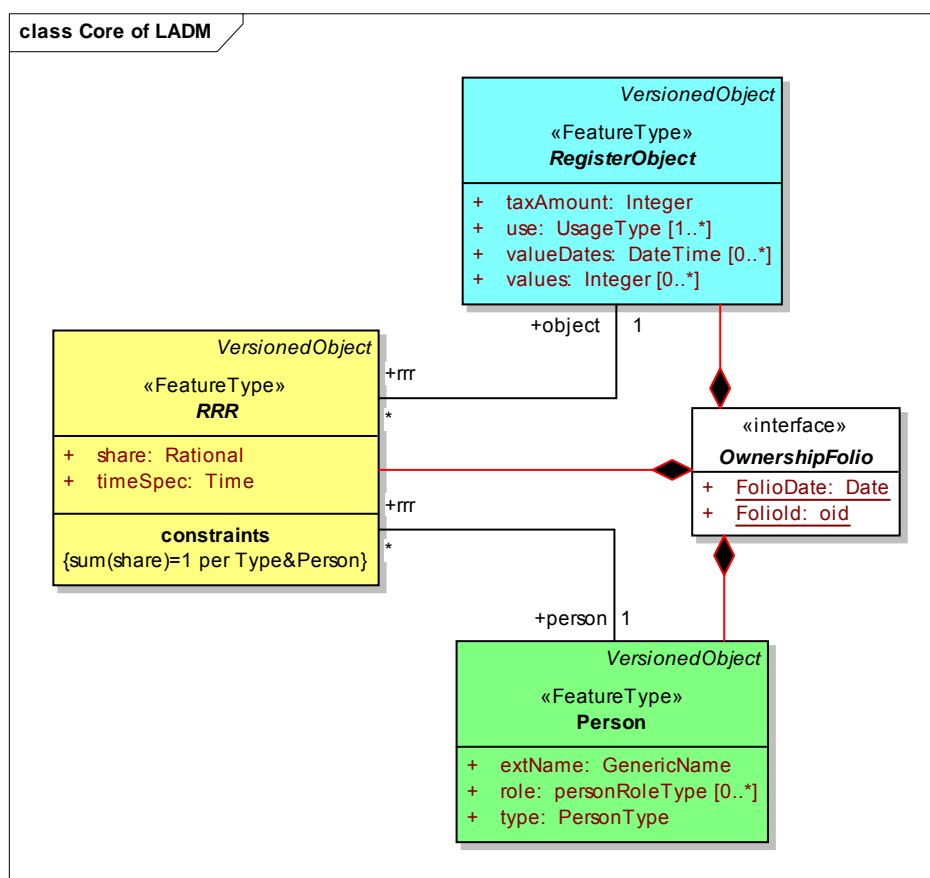 class Core of LADM
VersionedObject
«FeatureType»
RegisterObject
+ taxAmount: Integer
+ use: UsageType [1..*]
+ valueDates: DateTime [0..*]
+ values: Integer [0..*]
+object 1
VersionedObject
«FeatureType»
RRR
+ share: Rational
+ timeSpec: Time
constraints
{sum(share)=1 per Type&Person}
+rrr
*
«interface»
OwnershipFolio
+ FolioDate: Date
+ FolioId: oid
+rrr
*
+person 1
VersionedObject
«FeatureType»
Person
+ extName: GenericName
+ role: personRoleType [0..*]
+ type: PersonType